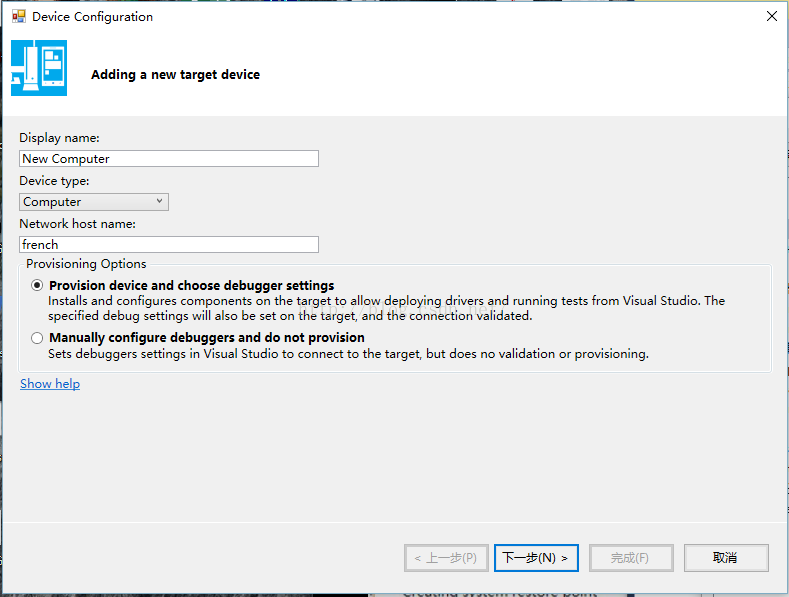 Device Configuration
Adding a new target device
Display name:
New Computer
Device type:
Computer
Network host name:
french
Provisioning Options
Provision device and choose debugger settings
Installs and configures components on the target to allow deploying drivers and running tests from Visual Studio. The
specified debug settings will also be set on the target, and the connection validated.
Manually configure debuggers and do not provision
Sets debuggers settings in Visual Studio to connect to the target, but does no validation or provisioning.
Show help
< 上一步(P)
下一步(N) >
完成(F)
取消
Creating system restore point